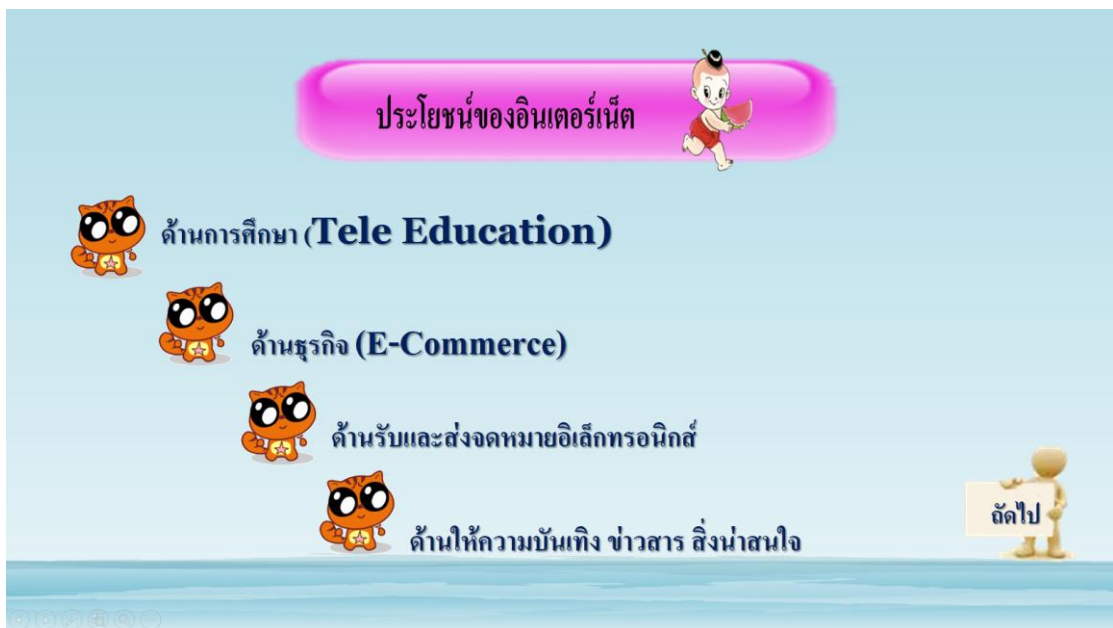 ประโยชน์ของอินเตอร์เน็ต
ด้านการศึกษา (Tele Education)
ด้านธุรกิจ (E-Commerce)
ด้านรับและส่งจดหมายอิเล็กทรอนิกส์
ด้านให้ความบันเทิง ข่าวสาร สิ่งน่าสนใจ
ถัดไป